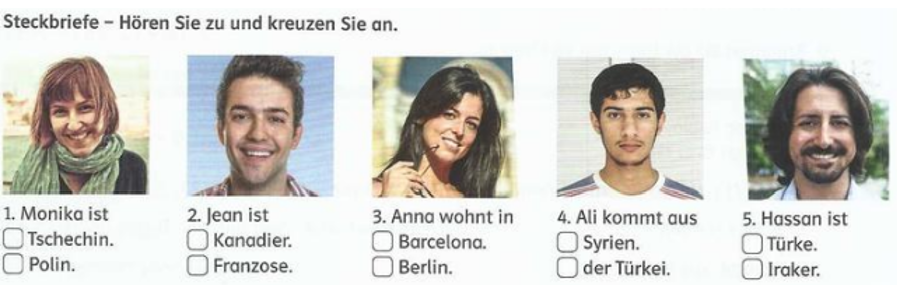 Steckbriefe – Hören Sie zu und kreuzen Sie an.
1. Monika ist
Tschechin.
Polin.
2. Jean ist
Kanadier.
Franzose.
3. Anna wohnt in
Barcelona.
Berlin.
4. Ali kommt aus
Syrien.
der Türkei.
5. Hassan ist
Türke.
Iraker.